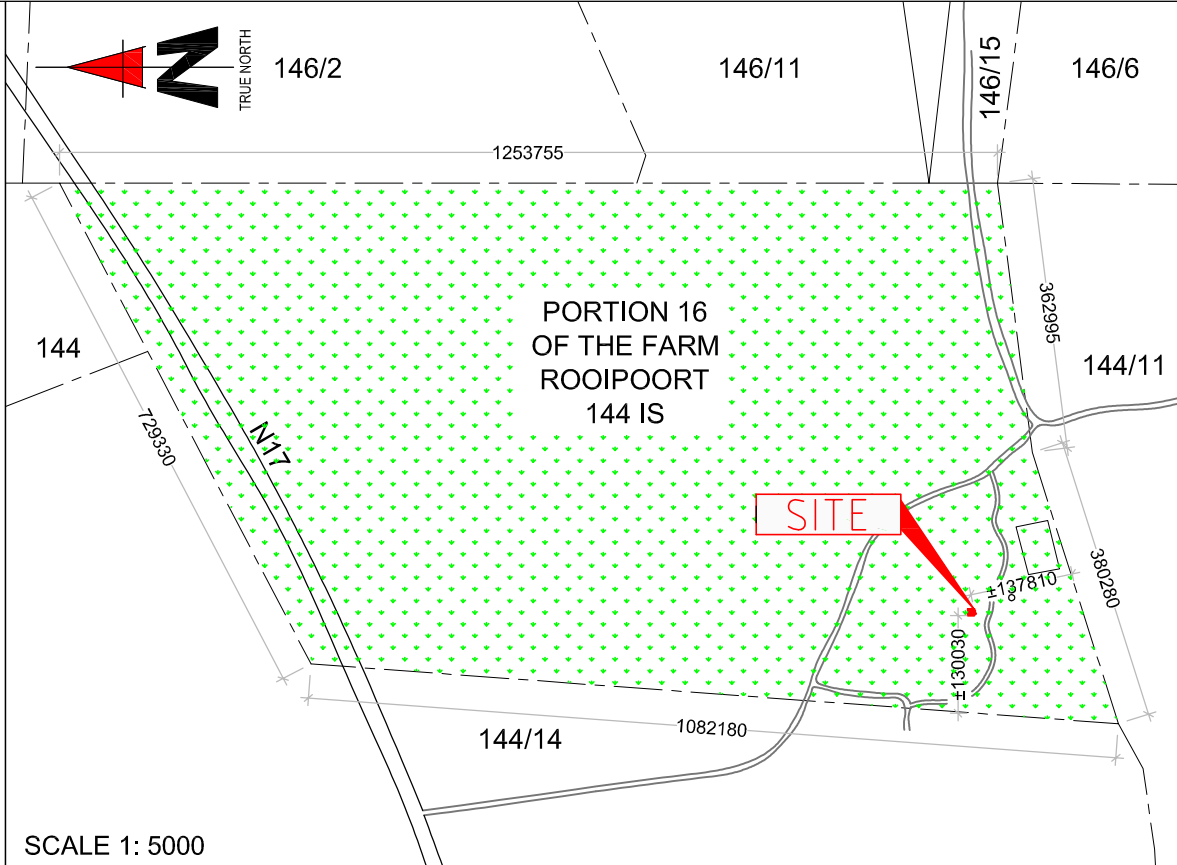 TRUE NORTH
N
146/2
146/11
146/15
146/6
1253755
PORTION 16
OF THE FARM
ROOIPOORT
144 IS
362995
144
144/11
729330
N17
SITE
±137810
8
380280
±130030
144/14
1082180
SCALE 1: 5000